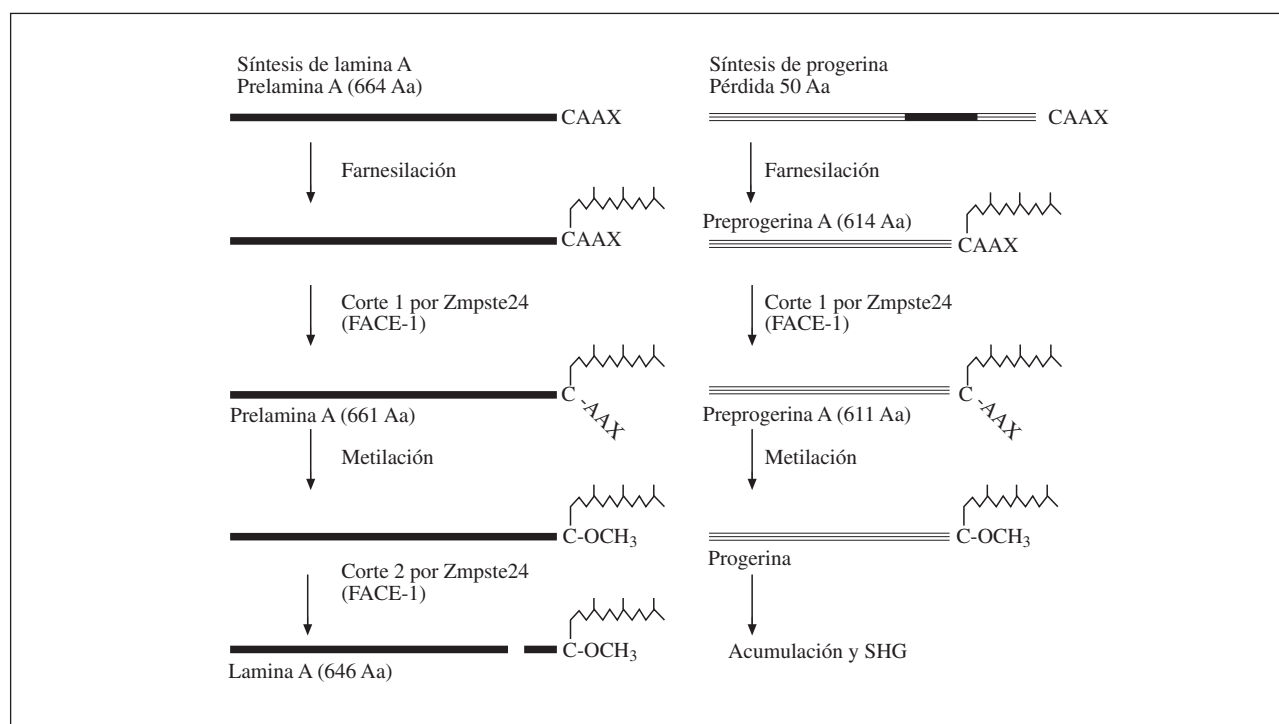 Síntesis de lamina A
Prelamina A (664 Aa)
CAAX
Farnesilación
CAAX
Corte 1 por Zmpste24
(FACE-1)
C
-AAX
Prelamina A (661 Aa)
Metilación
C-OCH3
Corte 2 por Zmpste24
(FACE-1)
C-OCH3
Lamina A (646 Aa)
Síntesis de progerina
Pérdida 50 Aa
CAAX
Farnesilación
Preprogerina A (614 Aa)
CAAX
Corte 1 por Zmpste24
(FACE-1)
C
-AAX
Preprogerina A (611 Aa)
Metilación
C-OCH3
Progerina
Acumulación y SHG